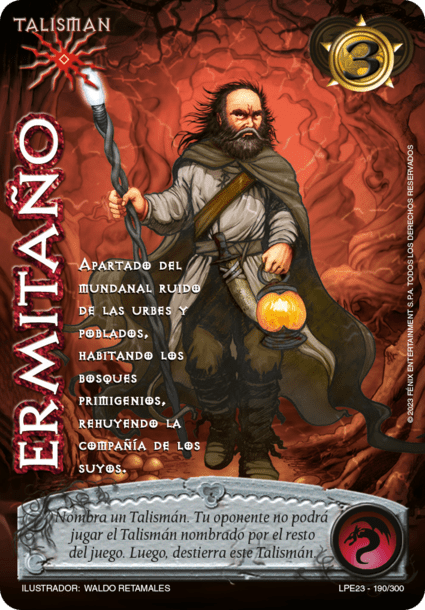 TALISMAN
3
ERMITAÑO
APARTADO DEL
MUNDANAL RUIDO
DE LAS URBES Y
POBLADOS,
HABITANDO LOS
BOSQUES
PRIMIGENIOS,
REHUYENDO LA
COMPAÑÍA DE LOS
SUYOS.
© 2023 FÉNIX ENTERTAINMENT S.P.A. TODOS LOS DERECHOS RESERVADOS
Nombra un Talismán. Tu oponente no podrá
jugar el Talismán nombrado por el resto
del juego. Luego, destierra este Talismán.
ILUSTRADOR: WALDO RETAMALES
LPE23 - 190/300